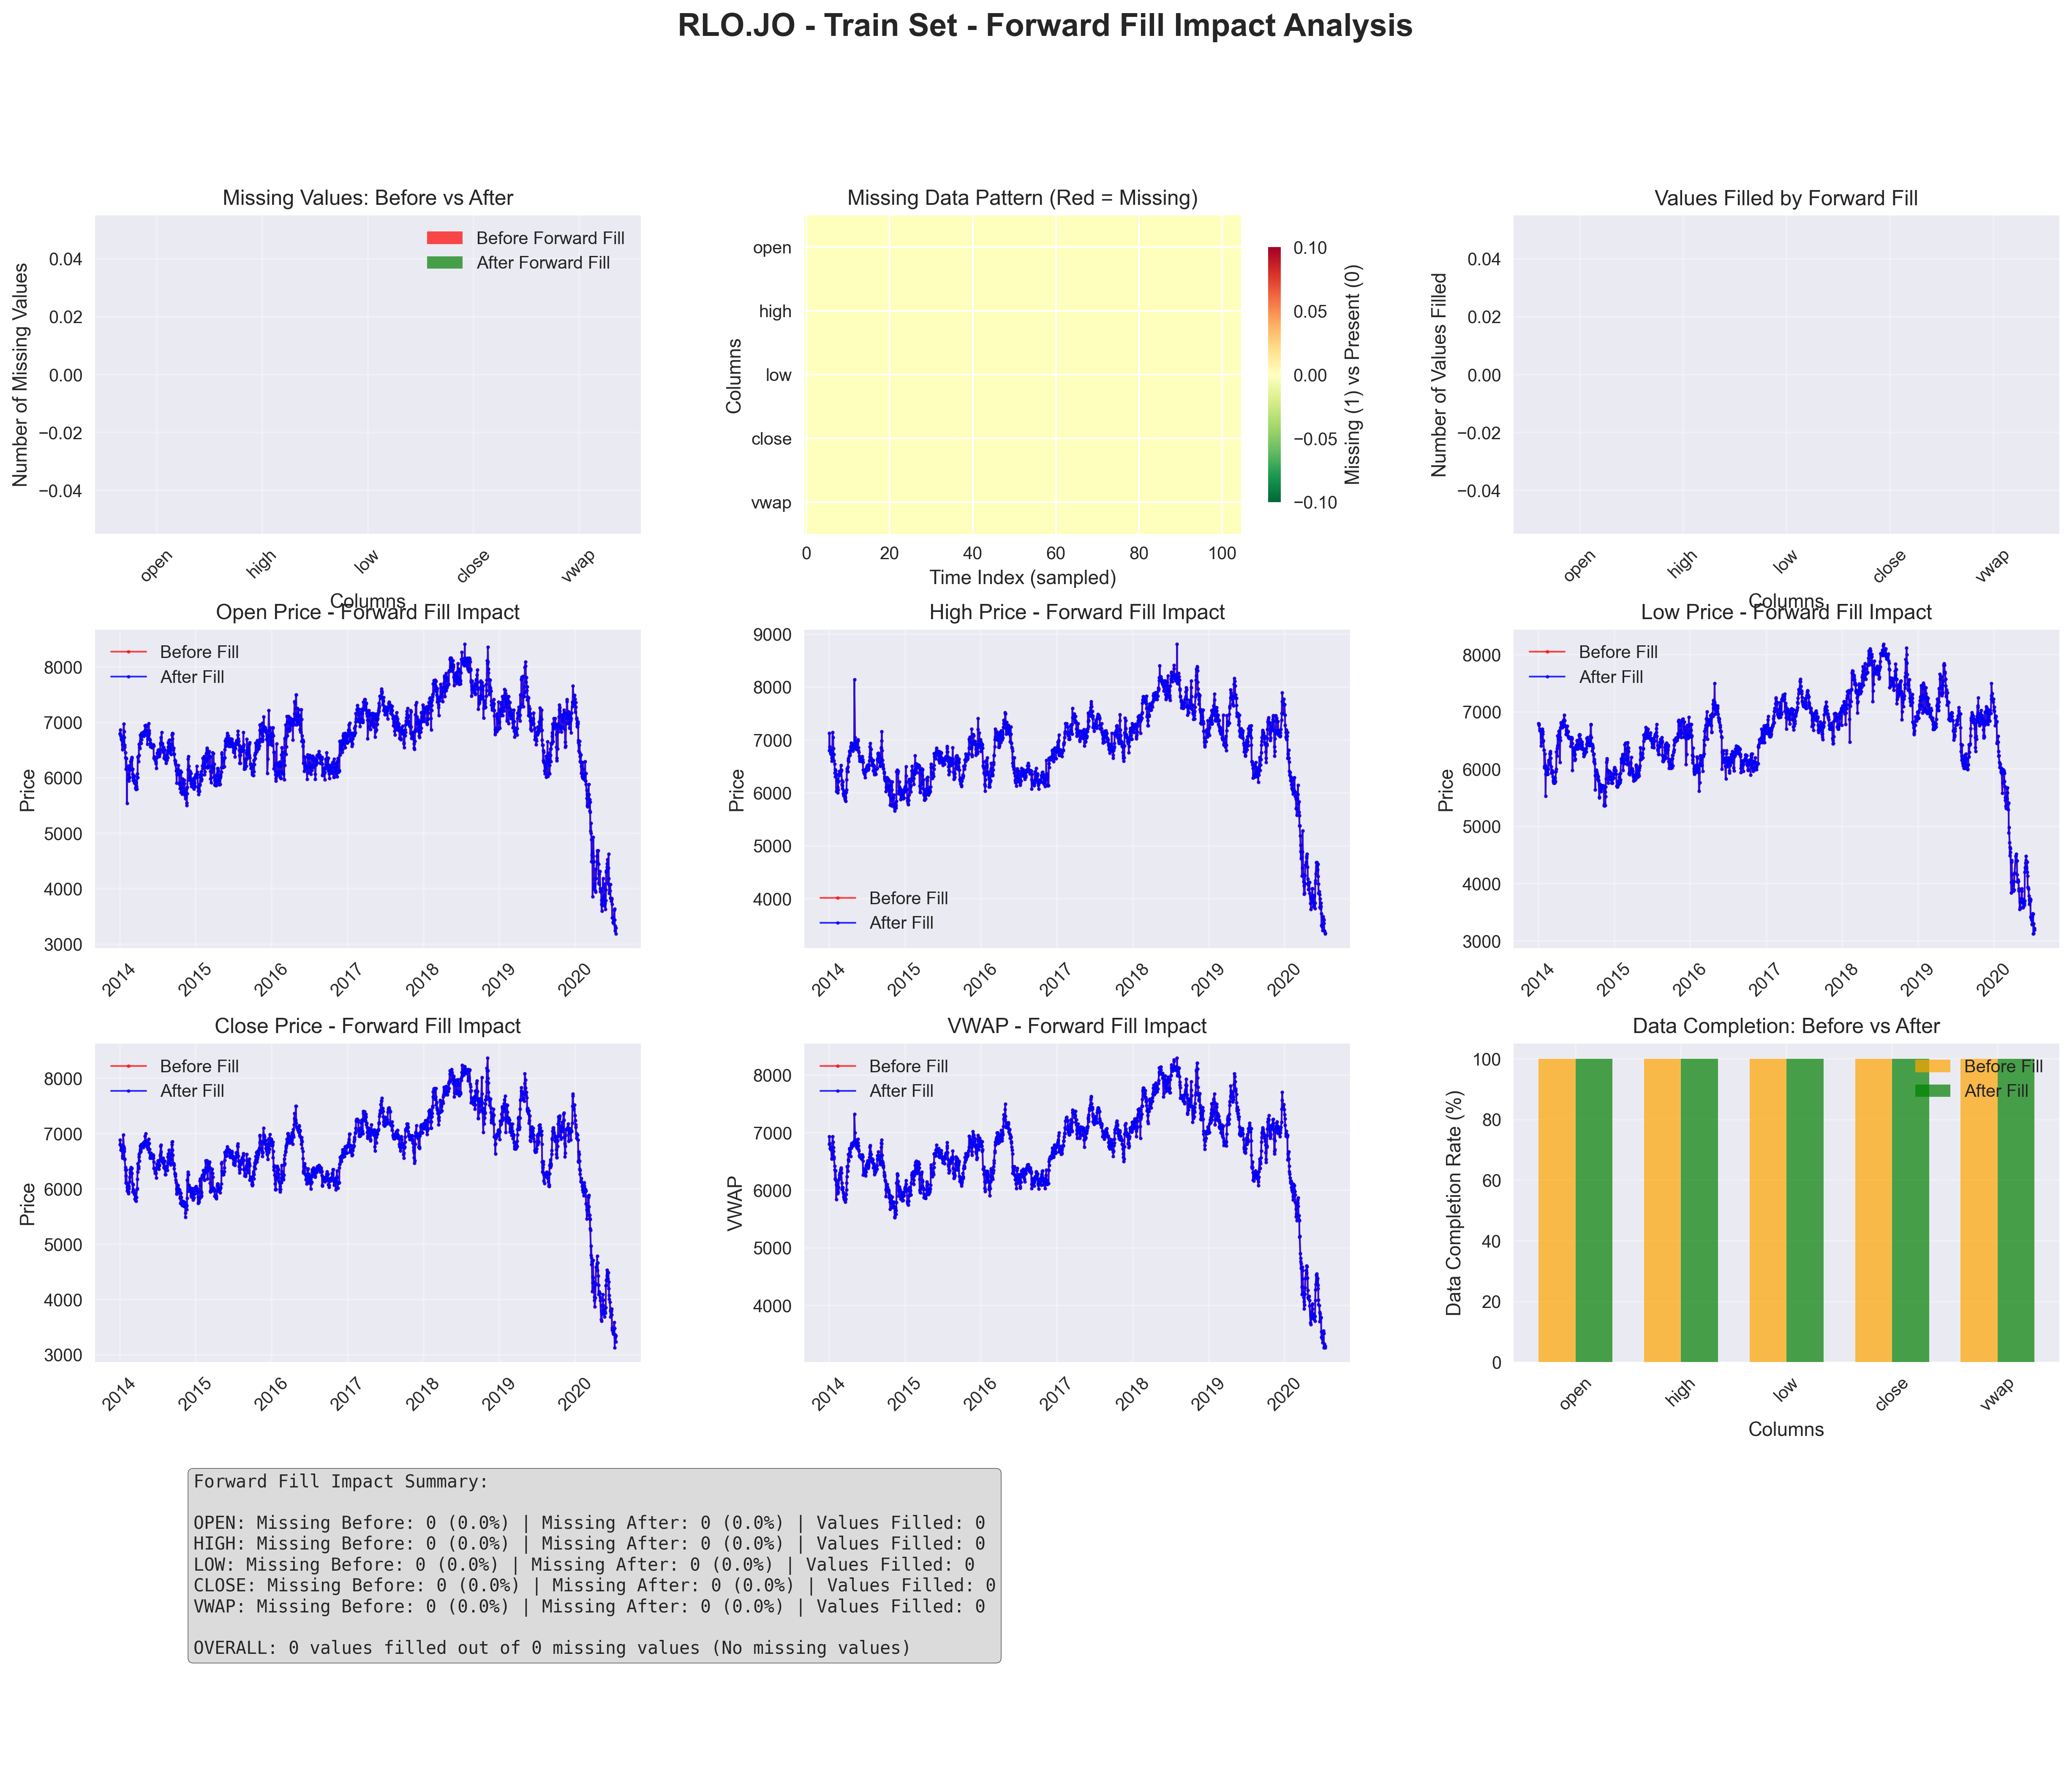 RLO.JO - Train Set - Forward Fill Impact Analysis
Missing Values: Before vs After
Number of Missing Values
0.04
0.02
0.00
−0.02
−0.04
Before Forward Fill
After Forward Fill
open
high
low
close
vwap
Columns
Missing Data Pattern (Red = Missing)
Columns
open
high
low
close
vwap
0
20
40
60
80
100
Time Index (sampled)
0.10
0.05
0.00
−0.05
−0.10
Missing (1) vs Present (0)
Values Filled by Forward Fill
Number of Values Filled
0.04
0.02
0.00
−0.02
−0.04
open
high
low
close
vwap
Columns
Open Price - Forward Fill Impact
Price
8000
7000
6000
5000
4000
3000
Before Fill
After Fill
2014
2015
2016
2017
2018
2019
2020
High Price - Forward Fill Impact
Price
9000
8000
7000
6000
5000
4000
Before Fill
After Fill
2014
2015
2016
2017
2018
2019
2020
Low Price - Forward Fill Impact
Price
8000
7000
6000
5000
4000
3000
Before Fill
After Fill
2014
2015
2016
2017
2018
2019
2020
Close Price - Forward Fill Impact
Price
8000
7000
6000
5000
4000
3000
Before Fill
After Fill
2014
2015
2016
2017
2018
2019
2020
VWAP - Forward Fill Impact
VWAP
8000
7000
6000
5000
4000
Before Fill
After Fill
2014
2015
2016
2017
2018
2019
2020
Data Completion: Before vs After
Data Completion Rate (%)
100
80
60
40
20
0
Before Fill
After Fill
open
high
low
close
vwap
Columns
Forward Fill Impact Summary:
OPEN: Missing Before: 0 (0.0%) | Missing After: 0 (0.0%) | Values Filled: 0
HIGH: Missing Before: 0 (0.0%) | Missing After: 0 (0.0%) | Values Filled: 0
LOW: Missing Before: 0 (0.0%) | Missing After: 0 (0.0%) | Values Filled: 0
CLOSE: Missing Before: 0 (0.0%) | Missing After: 0 (0.0%) | Values Filled: 0
VWAP: Missing Before: 0 (0.0%) | Missing After: 0 (0.0%) | Values Filled: 0
OVERALL: 0 values filled out of 0 missing values (No missing values)